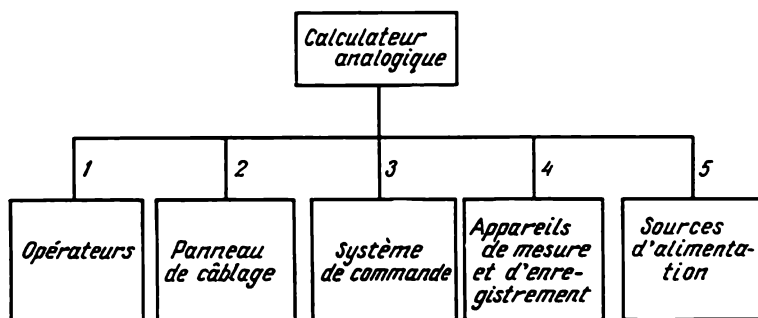 Calculateur
analogique
1 2 3 4 5
Opérateurs
Panneau
de câblage
Système
de commande
Appareils
de mesure
et d'enre-
gistrement
Sources
d'alimenta-
tion